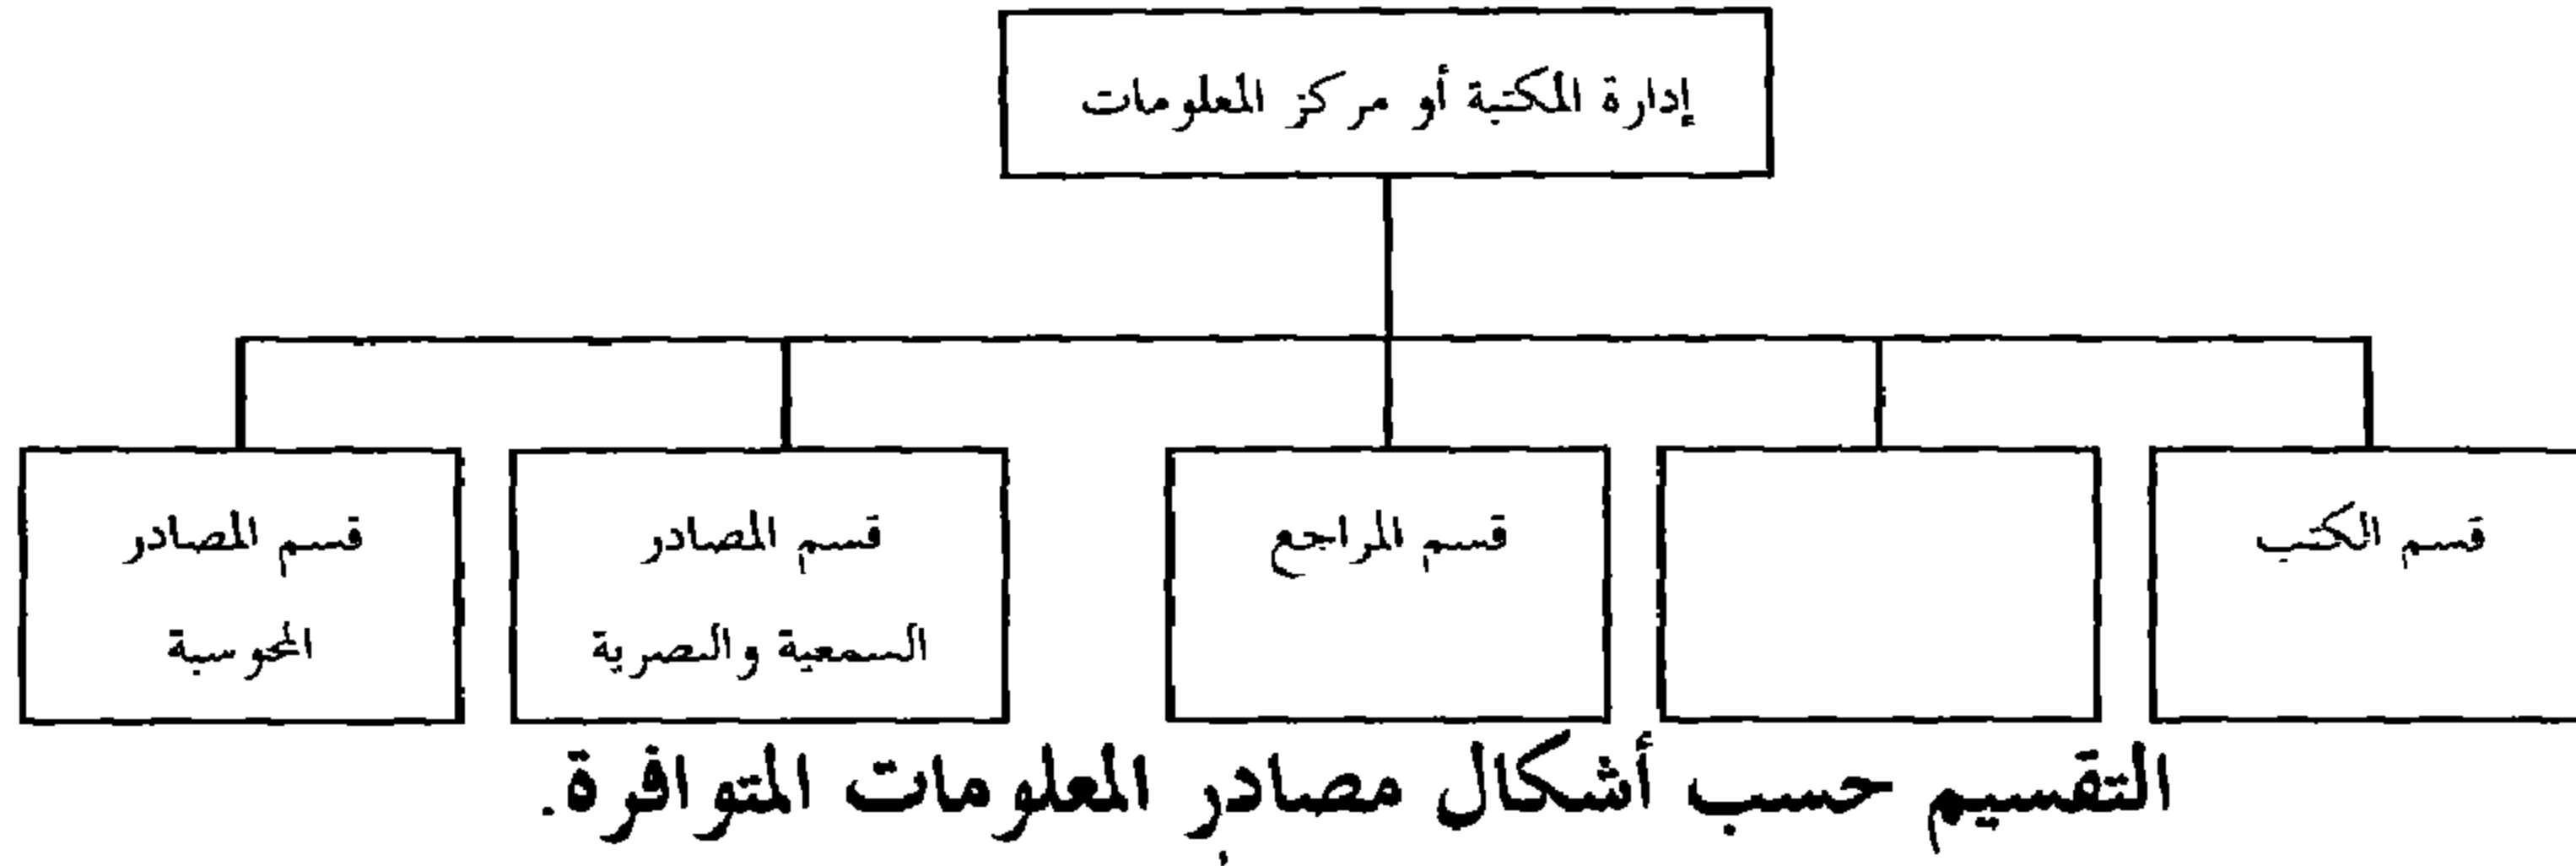 إدارة المكتبة أو مركز المعلومات
قسم الكتب
قسم المراجع
قسم المصادر
السمعية والبصرية
قسم المصادر
المحوسبة
التقسيم حسب أشكال مصادر المعلومات المتوافرة.